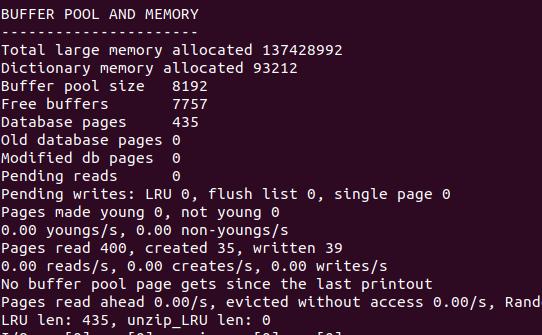 BUFFER POOL AND MEMORY
----------------------
Total large memory allocated 137428992
Dictionary memory allocated 93212
Buffer pool size   8192
Free buffers       7757
Database pages     435
Old database pages 0
Modified db pages  0
Pending reads      0
Pending writes: LRU 0, flush list 0, single page 0
Pages made young 0, not young 0
0.00 youngs/s, 0.00 non-youngs/s
Pages read 400, created 35, written 39
0.00 reads/s, 0.00 creates/s, 0.00 writes/s
No buffer pool page gets since the last printout
Pages read ahead 0.00/s, evicted without access 0.00/s, Rand
LRU len: 435, unzip_LRU len: 0